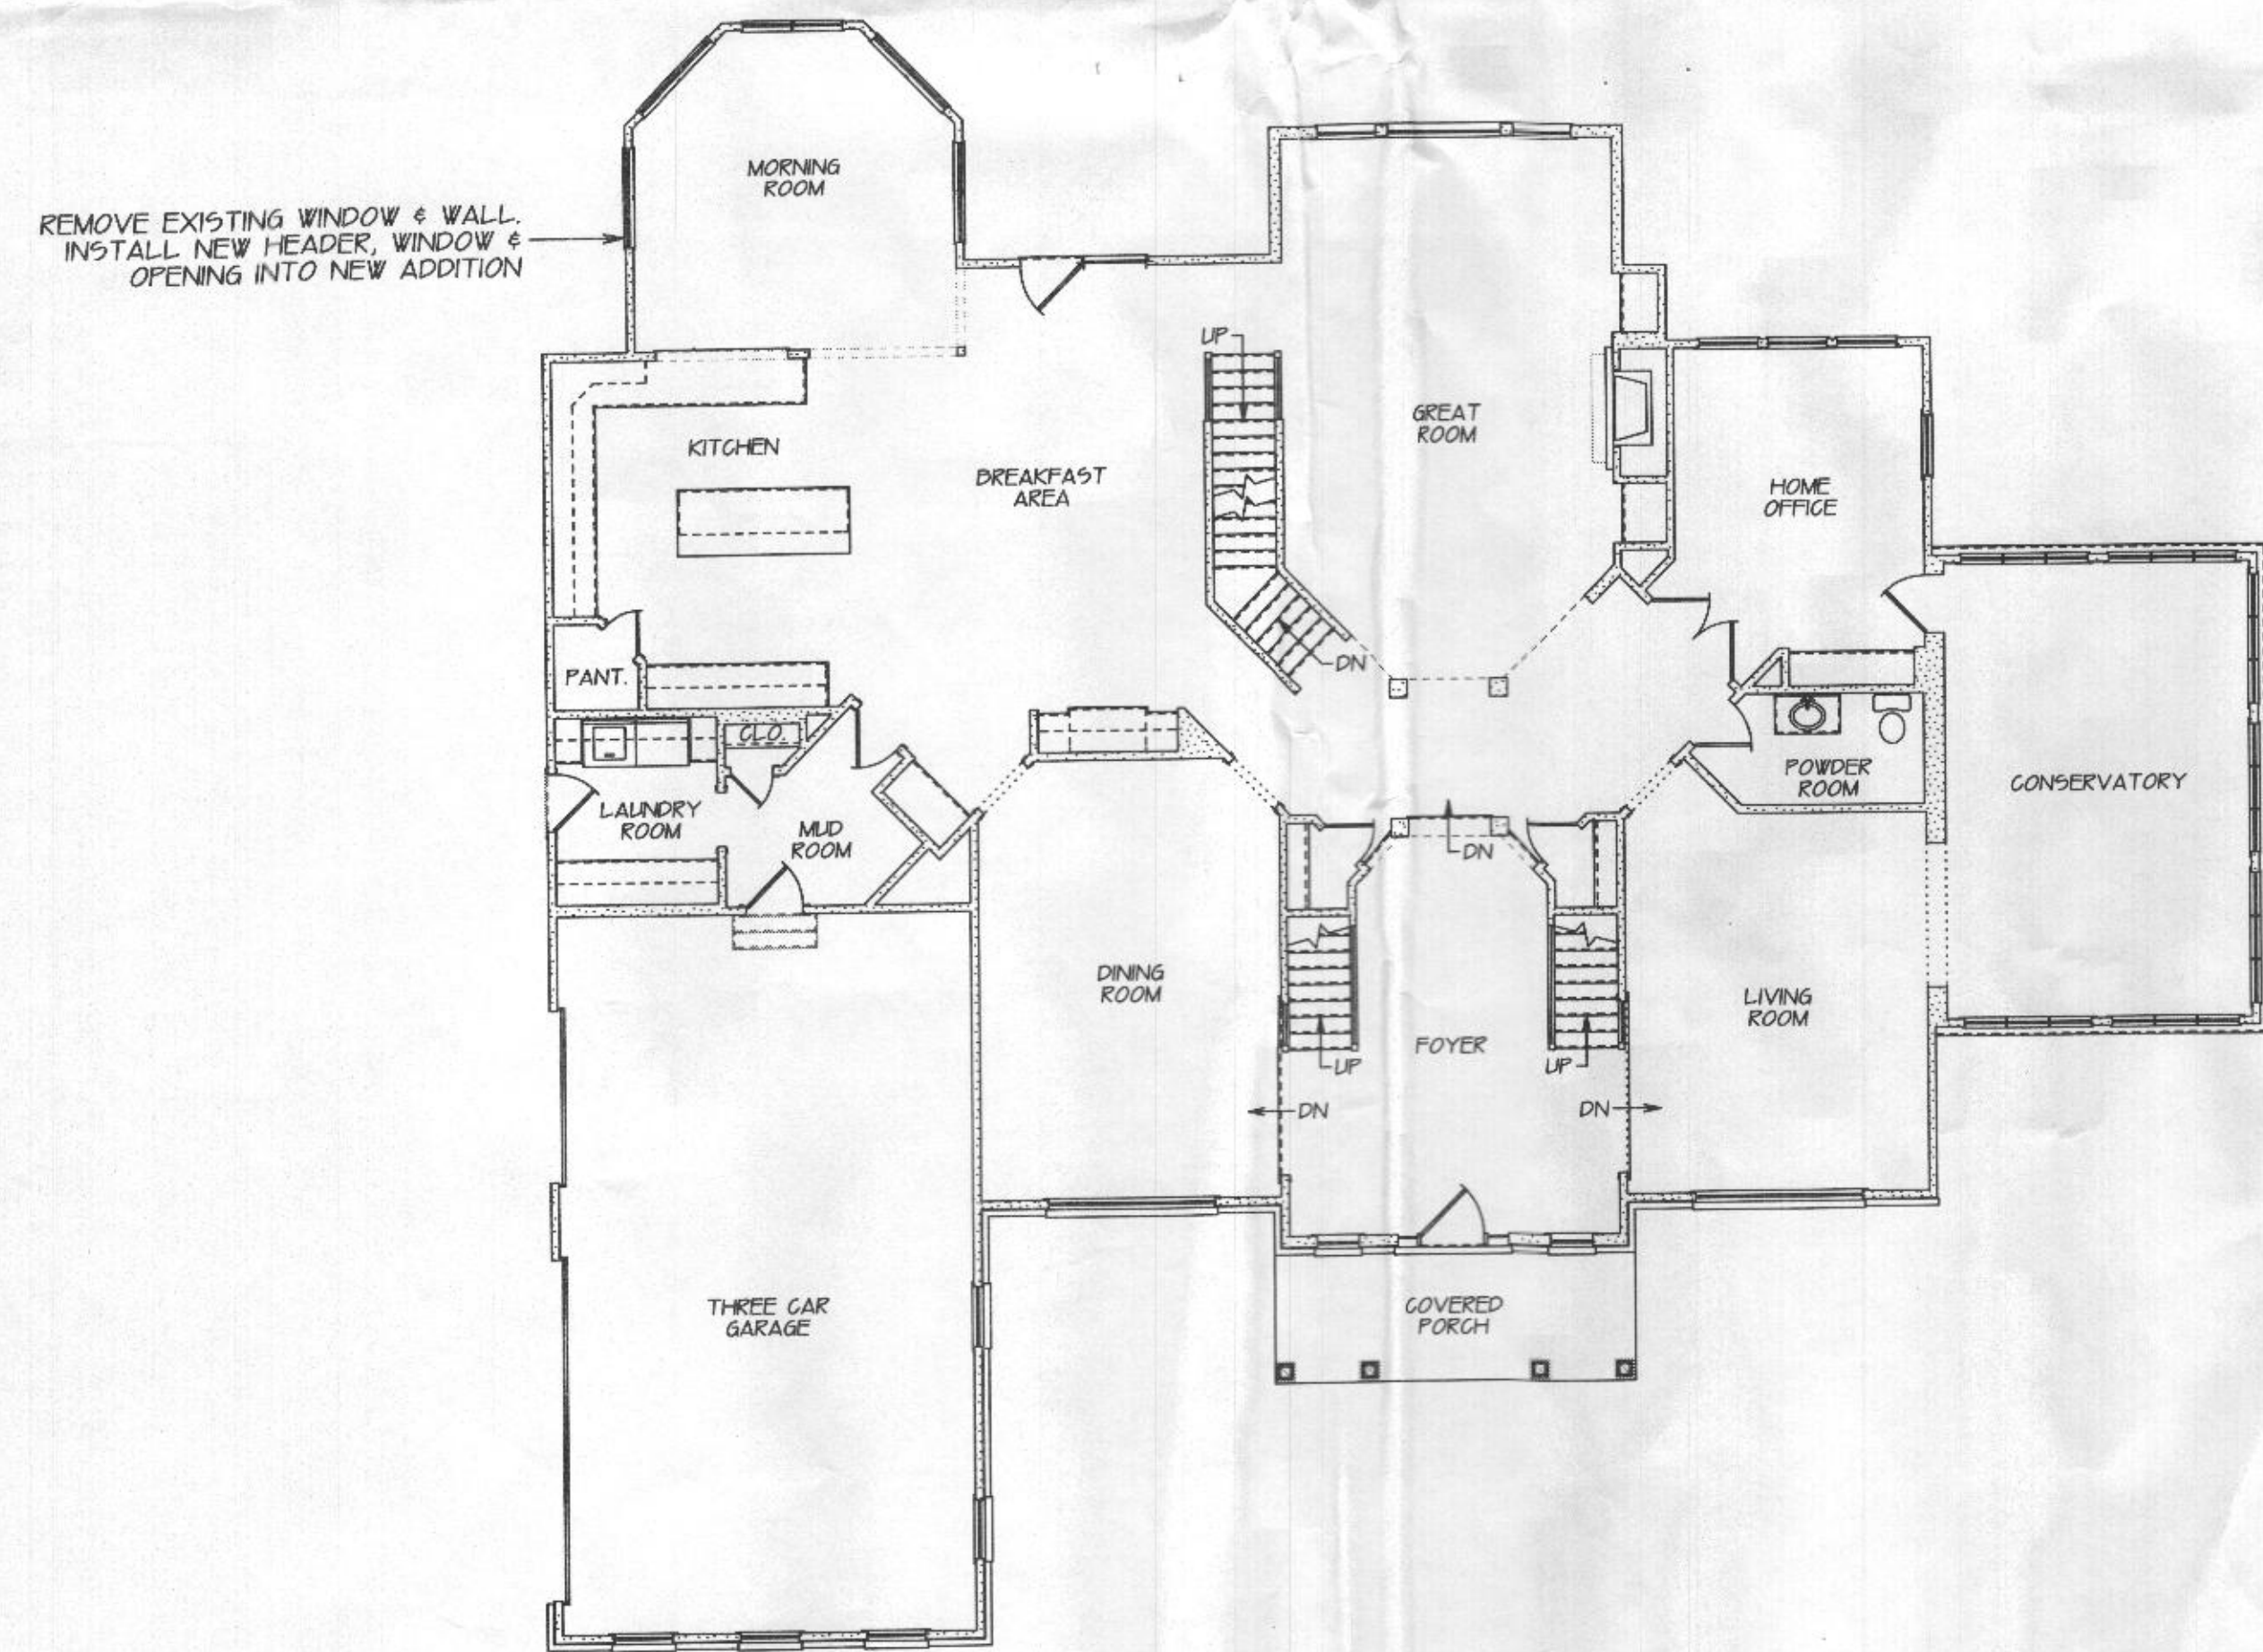 MORNING
ROOM
REMOVE EXISTING WINDOW & WALL.
INSTALL NEW HEADER, WINDOW &
OPENING INTO NEW ADDITION
UP
GREAT
ROOM
KITCHEN
BREAKFAST
AREA
HOME
OFFICE
DN
PANT.
CLO.
POWDER
ROOM
CONSERVATORY
LAUNDRY
ROOM
MUD
ROOM
DN
DINING
ROOM
LIVING
ROOM
FOYER
UP
UP
DN
DN
THREE CAR
GARAGE
COVERED
PORCH